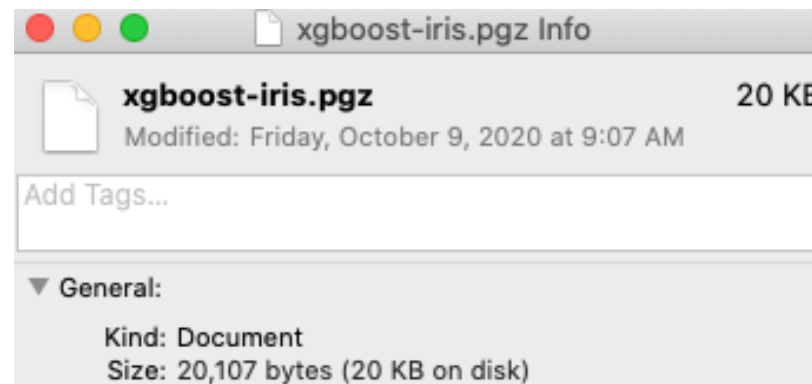 xgboost-iris.pgz Info
xgboost-iris.pgz 20 KB
Modified: Friday, October 9, 2020 at 9:07 AM
Add Tags...
General:
Kind: Document
Size: 20,107 bytes (20 KB on disk)